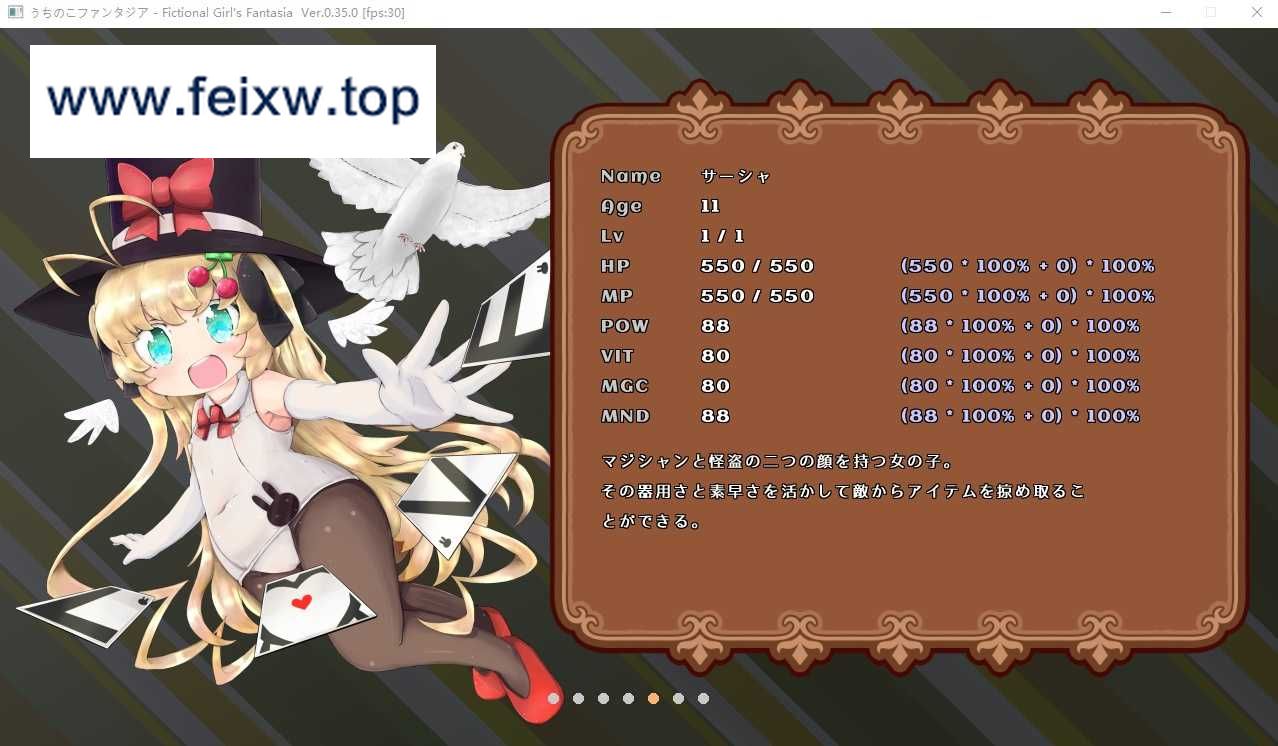 うちのこファンタジア - Fictional Girl's Fantasia Ver.0.35.0 [fps:30]
www.feixw.top
Name サーシャ
Age 11
Lv 1 / 1
HP 550 / 550 (550 * 100% + 0) * 100%
MP 550 / 550 (550 * 100% + 0) * 100%
POW 88 (88 * 100% + 0) * 100%
VIT 80 (80 * 100% + 0) * 100%
MGC 80 (80 * 100% + 0) * 100%
MND 88 (88 * 100% + 0) * 100%
マジシャンと怪盗の二つの顔を持つ女の子。
その器用さと素早さを活かして敵からアイテムを掠め取るこ
とができる。